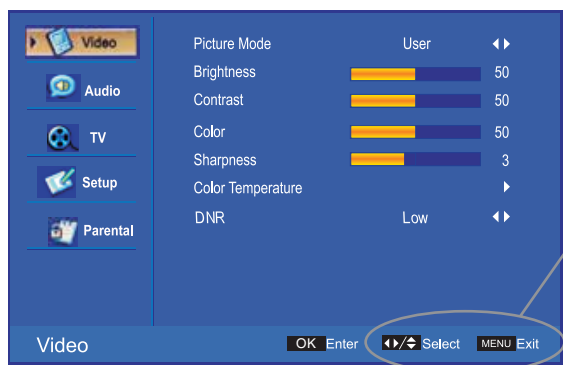 Video
Audio
TV
Setup
Parental
Picture Mode User
Brightness 50
Contrast 50
Color 50
Sharpness 3
Color Temperature
DNR Low
Video OK Enter Select MENU Exit